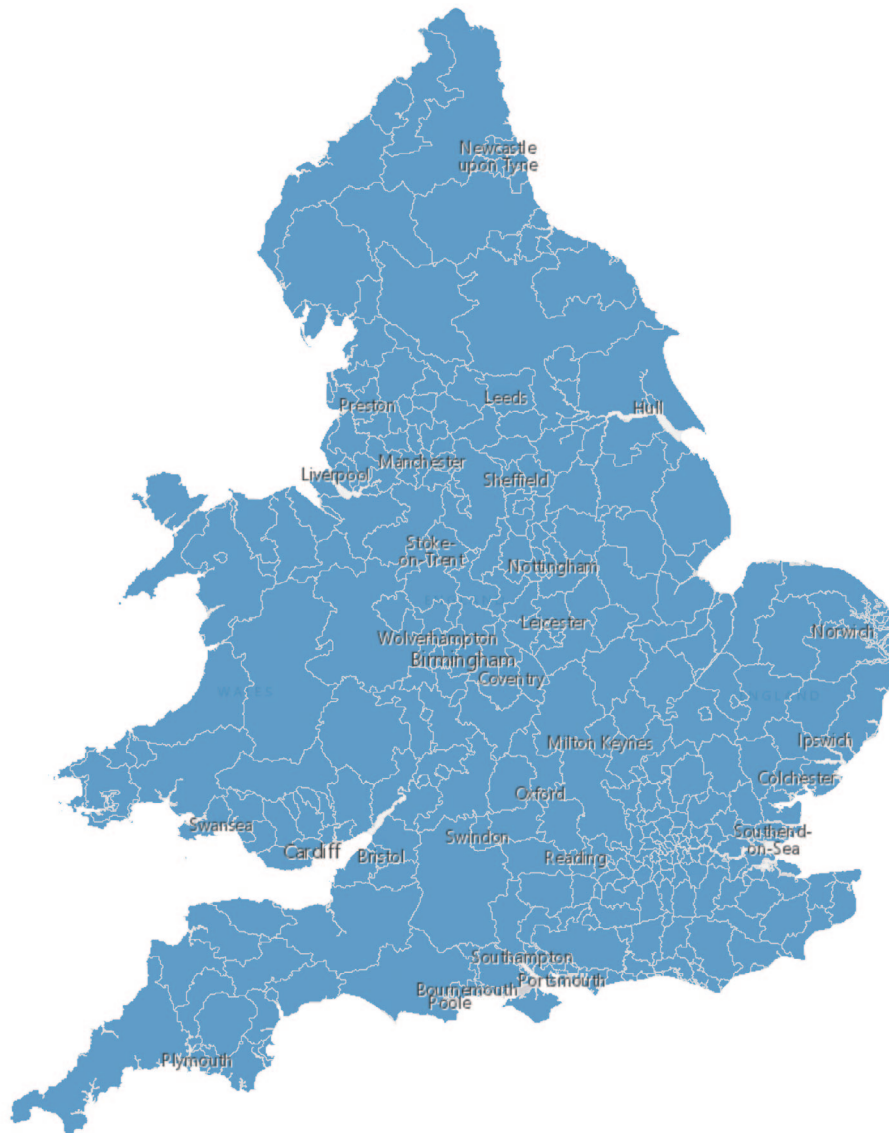 Newcastle
upon Tyne
Preston
Leeds
Hull
Manchester
Liverpool
Sheffield
Stoke-
on-Trent
Nottingham
Leicester
Norwich
Wolverhampton
Birmingham
Coventry
WALES
Milton Keynes
Ipswich
Colchester
Oxford
Swansea
Swindon
Southend-
on-Sea
Cardiff
Bristol
Reading
Southampton
Portsmouth
Bournemouth
Poole
Plymouth